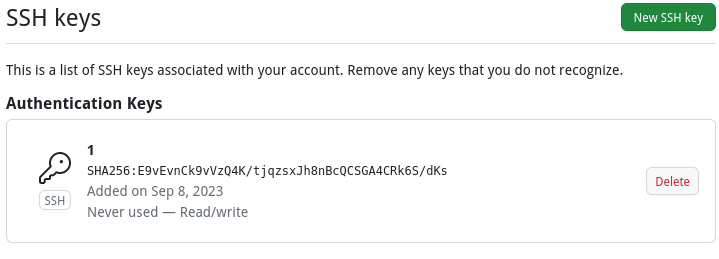 SSH keys
New SSH key
This is a list of SSH keys associated with your account. Remove any keys that you do not recognize.
Authentication Keys
1
SHA256:E9vEvnCk9vVzQ4K/tjqzsxJh8nBcQCSGA4CRk6S/dKs
SSH
Added on Sep 8, 2023
Never used — Read/write
Delete